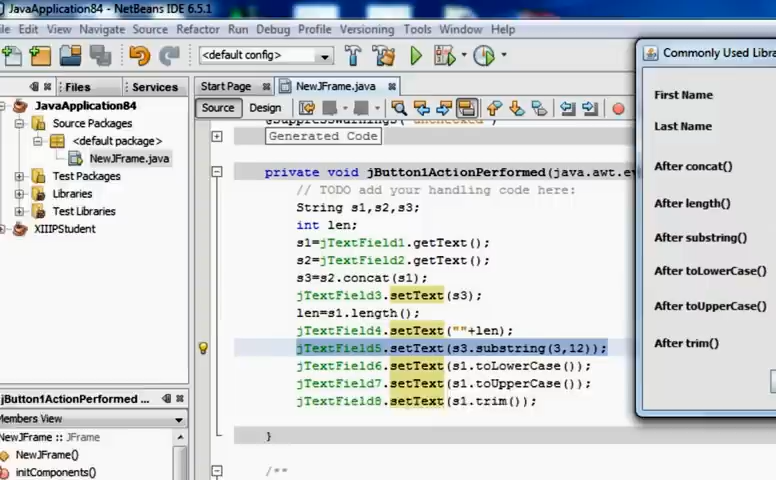 JavaApplication84 - NetBeans IDE 6.5.1
File Edit View Navigate Source Refactor Run Debug Profile Versioning Tools Window Help
<default config>
Files Services
Start Page NewJFrame.java
Source Design
JavaApplication84
Source Packages
<default package>
NewJFrame.java
Test Packages
Libraries
Test Libraries
XIIIPStudent
@SuppressWarnings("unchecked")
Generated Code
private void jButton1ActionPerformed(java.awt.ev
// TODO add your handling code here:
String s1,s2,s3;
int len;
s1=jTextField1.getText();
s2=jTextField2.getText();
s3=s2.concat(s1);
jTextField3.setText(s3);
len=s1.length();
jTextField4.setText(""+len);
jTextField5.setText(s3.substring(3,12));
jTextField6.setText(s1.toLowerCase());
jTextField7.setText(s1.toUpperCase());
jTextField8.setText(s1.trim());
}
/**
Commonly Used Libra
First Name
Last Name
After concat()
After length()
After substring()
After toLowerCase()
After toUpperCase()
After trim()
jButton1ActionPerformed ...
Members View
NewJFrame :: JFrame
NewJFrame()
initComponents()